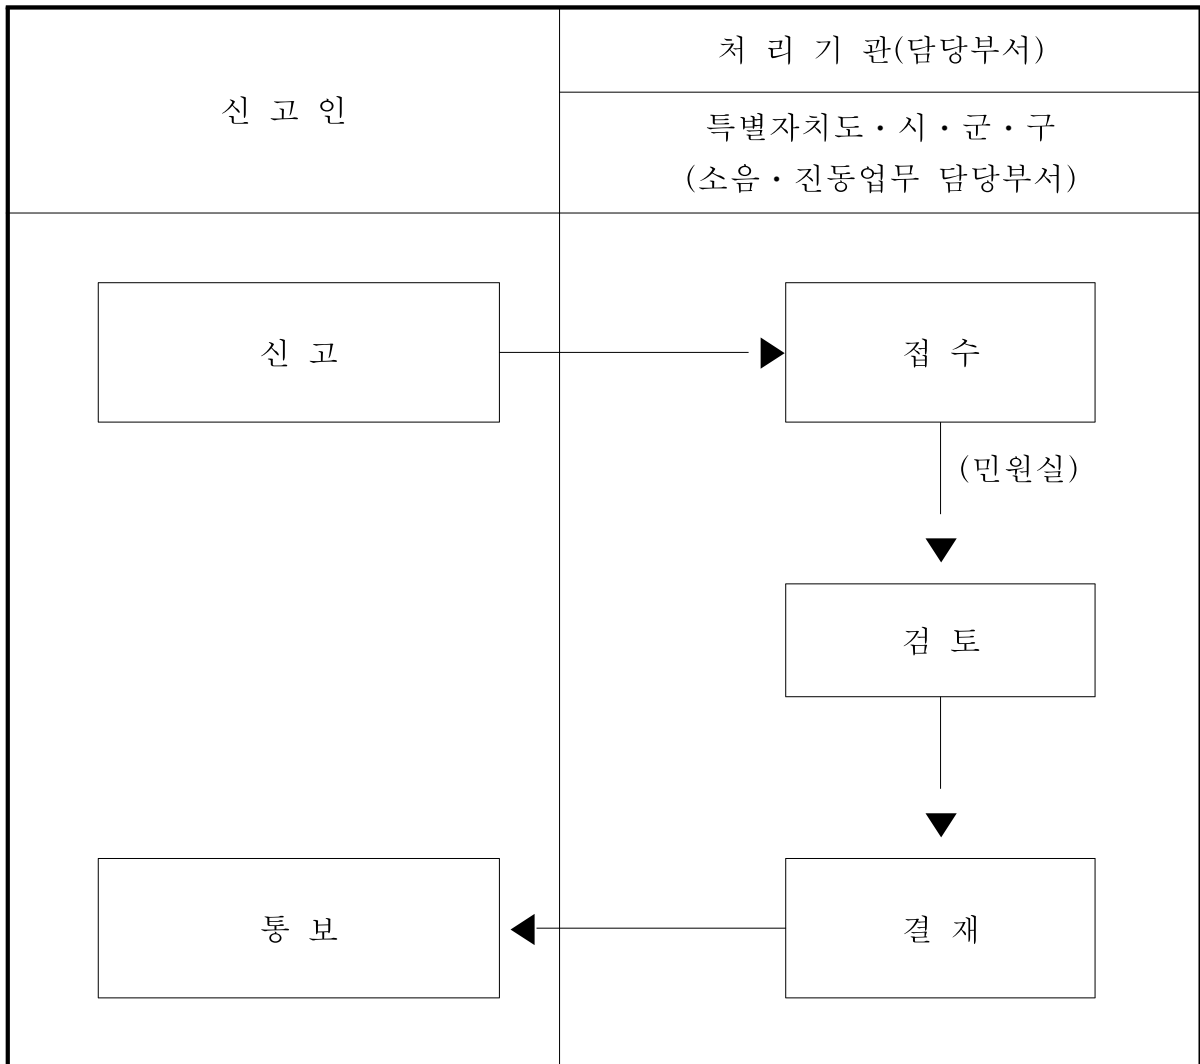 신 고 인
처 리 기 관(담당부서)
특별자치도・시・군・구
(소음・진동업무 담당부서)
신 고
접 수
(민원실)
검 토
통 보
결 재